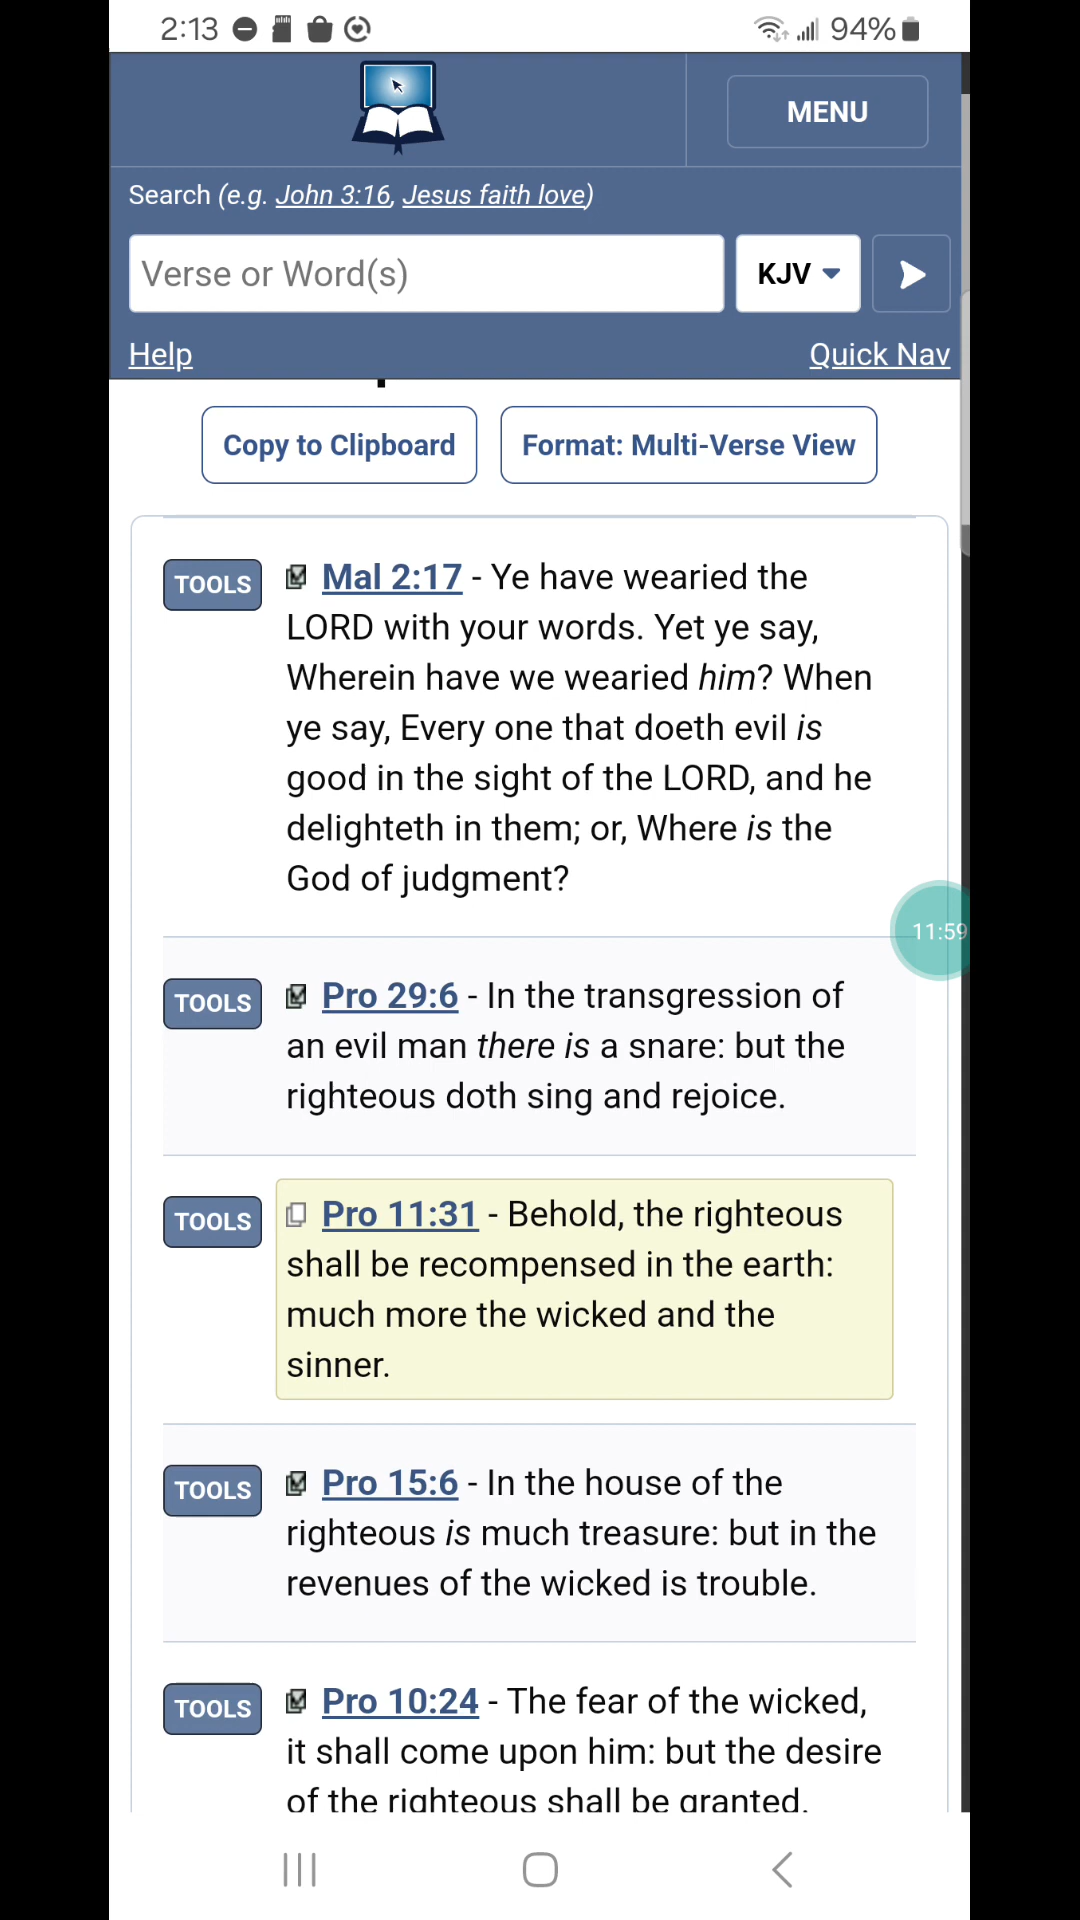 2:13 94%
MENU
Search (e.g. John 3:16, Jesus faith love)
Verse or Word(s) KJV
Help Quick Nav
Copy to Clipboard Format: Multi-Verse View
TOOLS Mal 2:17 - Ye have wearied the
LORD with your words. Yet ye say,
Wherein have we wearied him? When
ye say, Every one that doeth evil is
good in the sight of the LORD, and he
delighteth in them; or, Where is the
God of judgment?
11:59
TOOLS Pro 29:6 - In the transgression of
an evil man there is a snare: but the
righteous doth sing and rejoice.
TOOLS Pro 11:31 - Behold, the righteous
shall be recompensed in the earth:
much more the wicked and the
sinner.
TOOLS Pro 15:6 - In the house of the
righteous is much treasure: but in the
revenues of the wicked is trouble.
TOOLS Pro 10:24 - The fear of the wicked,
it shall come upon him: but the desire
of the righteous shall be granted.